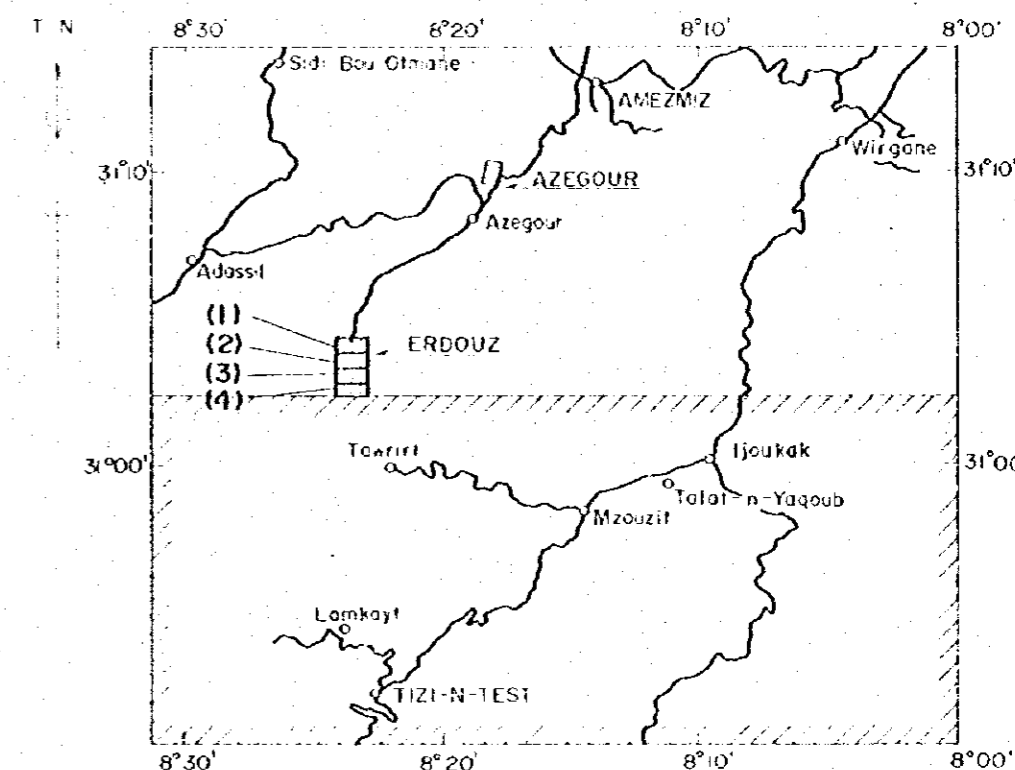 T N
8°30' 8°20' 8°10' 8°00'
Sidi Bou Otmane
AMEZMIZ
Wirgane
31°10' 31°10'
AZEGOUR
Azegour
Adassil
(1)
(2)
(3)
(4)
ERDOUZ
Tawrirt
Ijoukak
31°00' 31°00
Talat-n-Yaqoub
Mzouzit
Lamkayt
TIZI-N-TEST
8°30' 8°20' 8°10' 8°00'